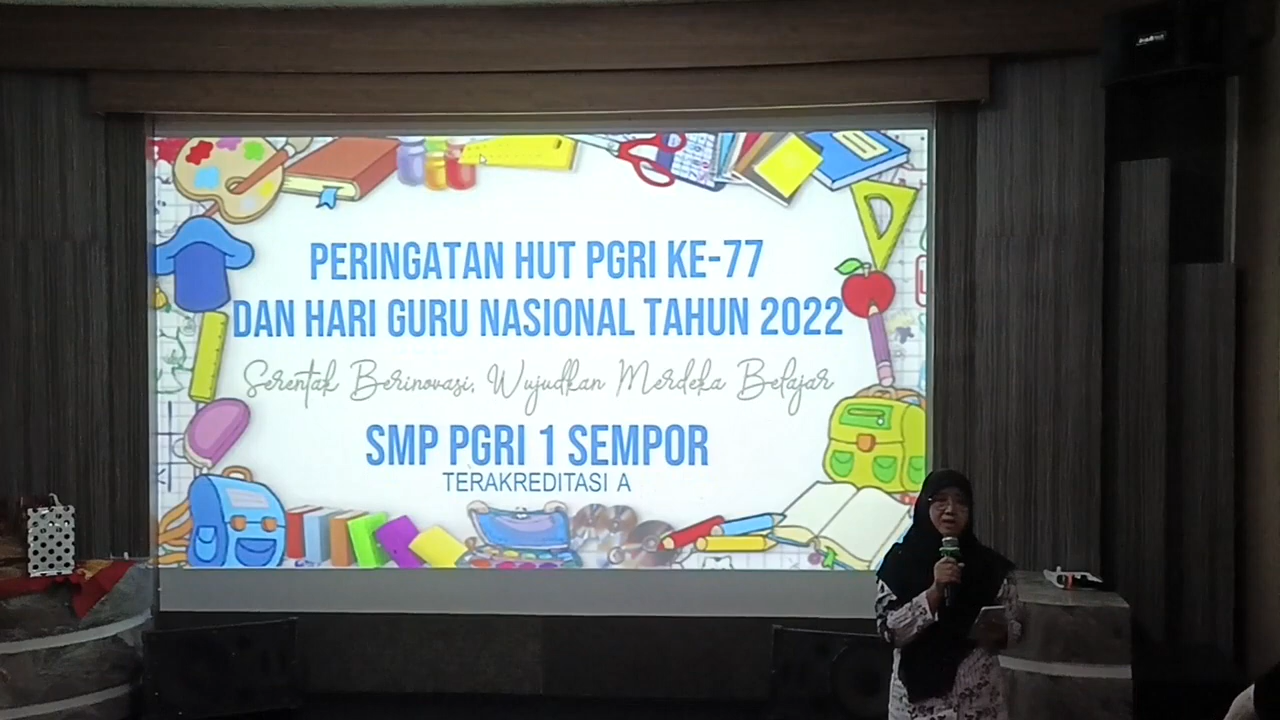 PERINGATAN HUT PGRI KE-77
DAN HARI GURU NASIONAL TAHUN 2022
Serentak Berinovasi, Wujudkan Merdeka Belajar
SMP PGRI 1 SEMPOR
TERAKREDITASI A